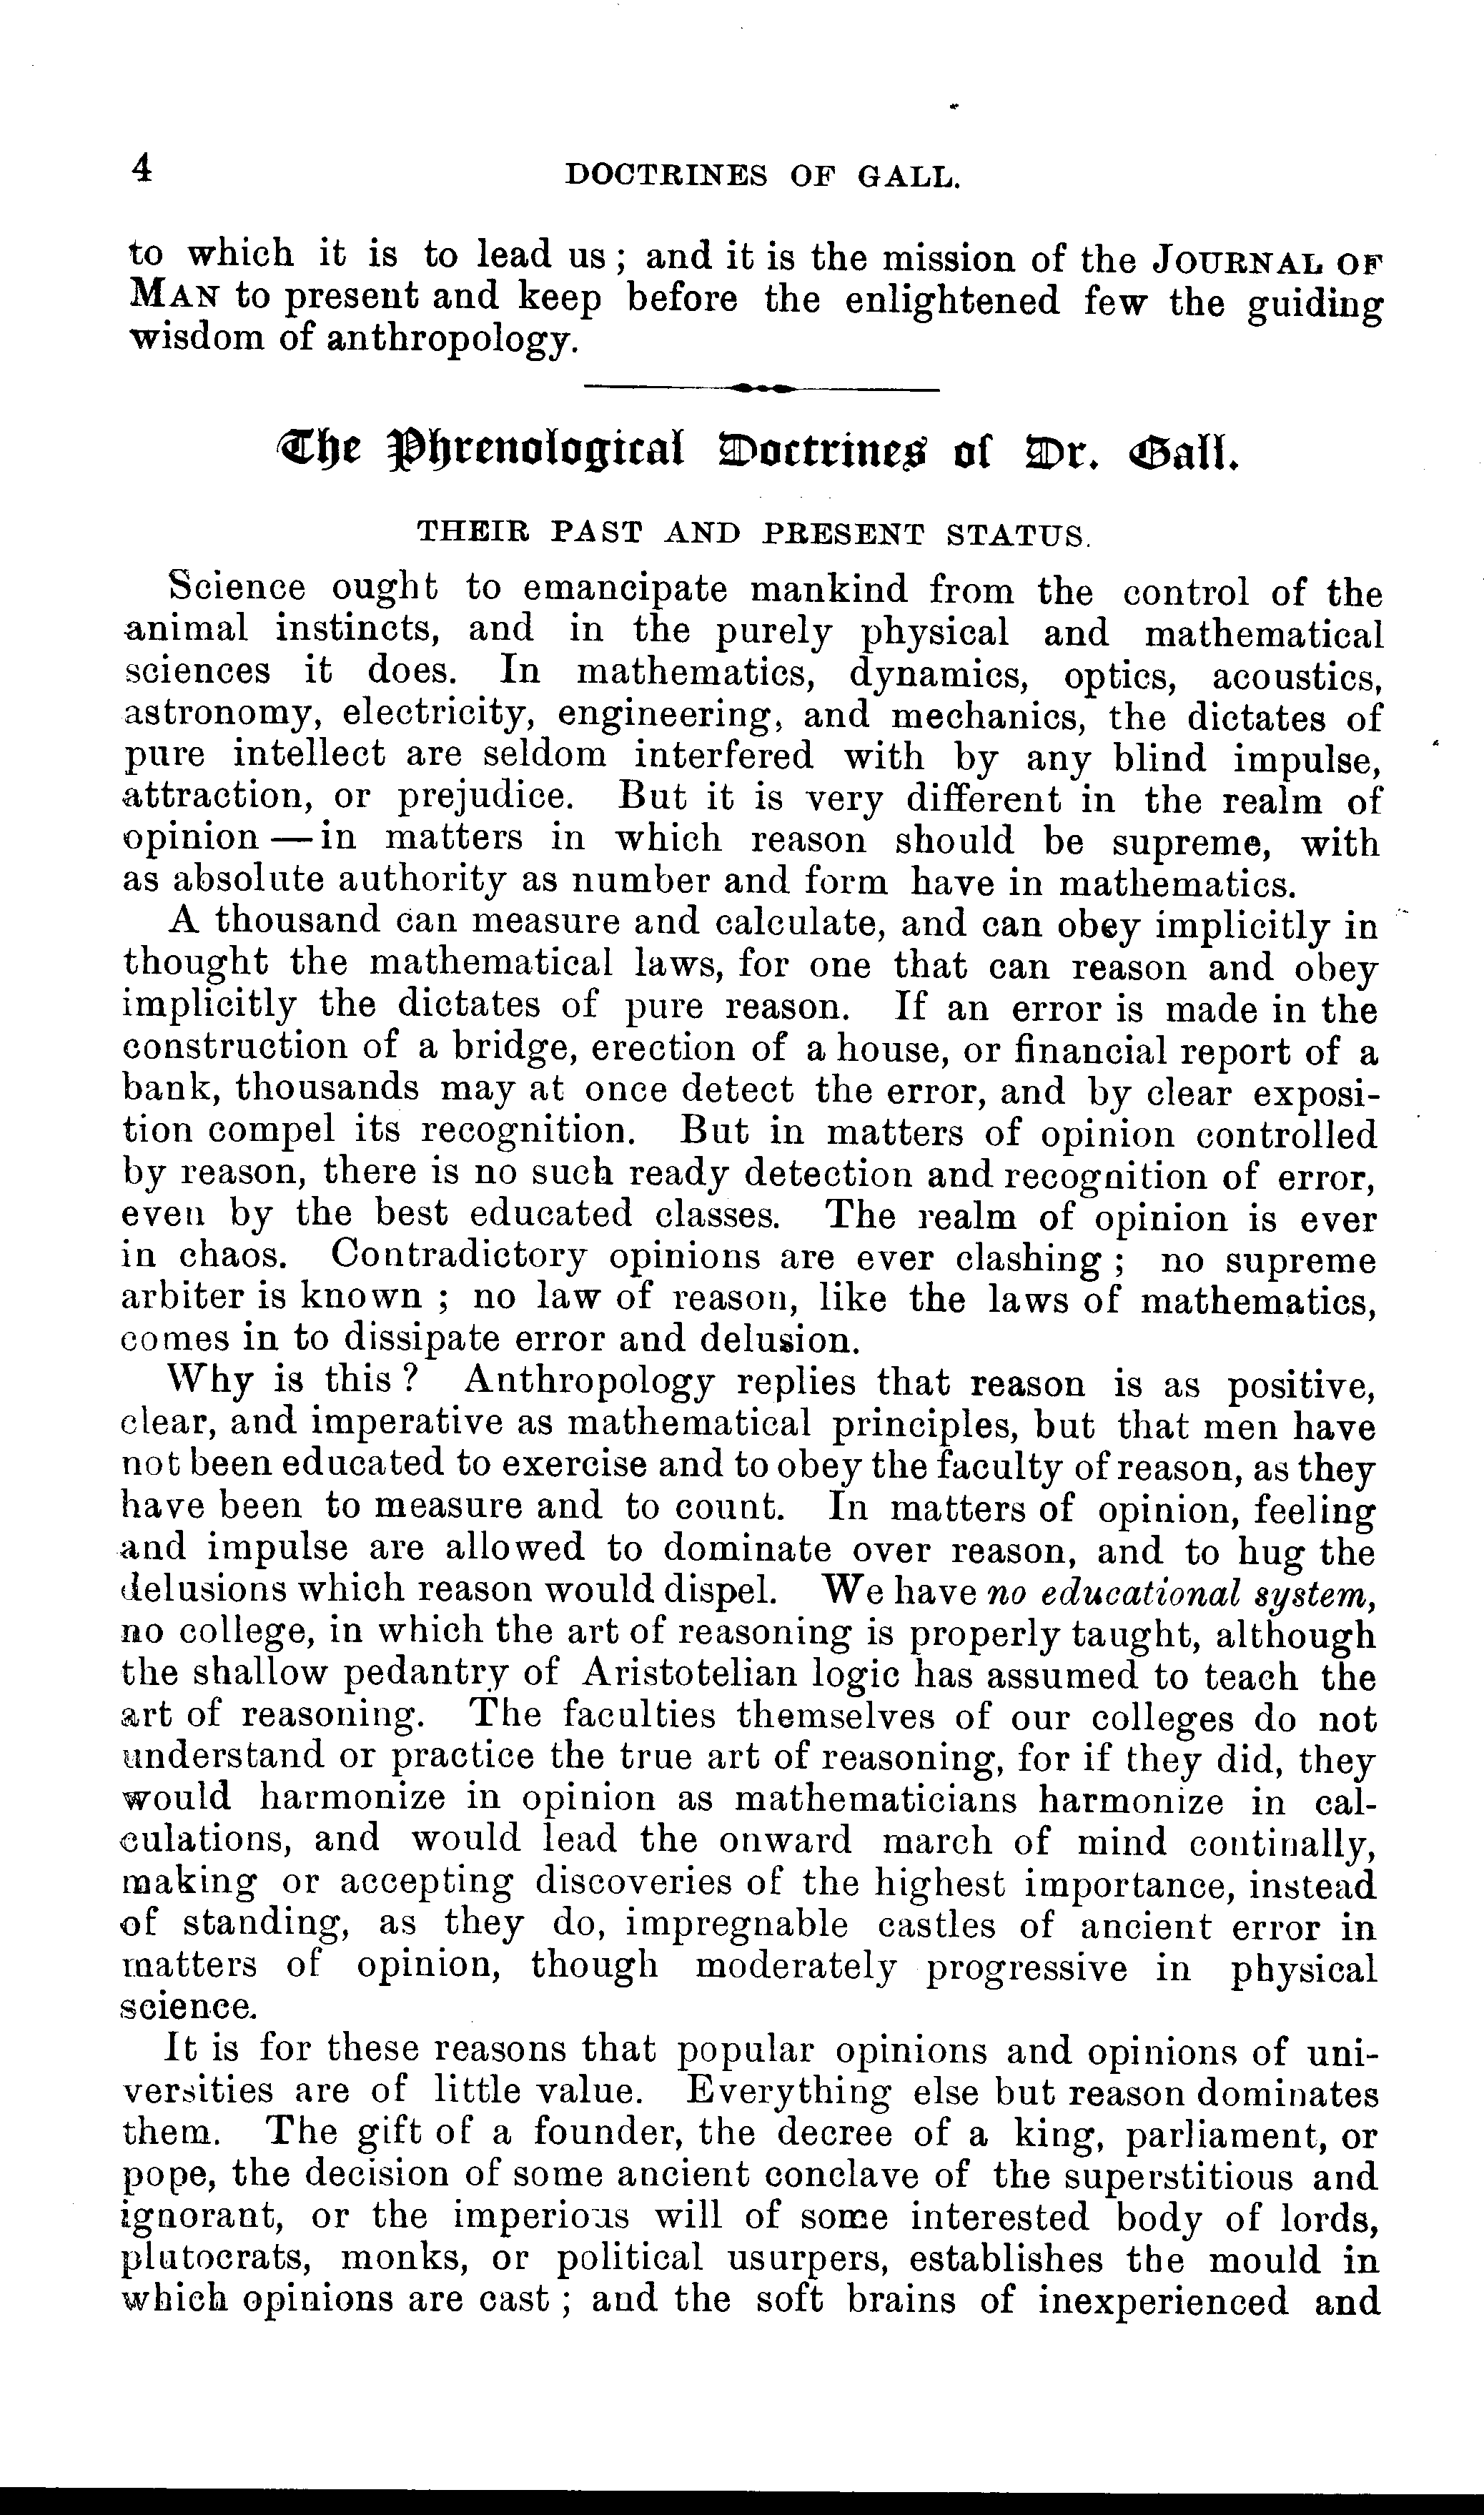 4
DOCTRINES OF GALL.
to which it is to lead us; and it is the mission of the JOURNAL OF
MAN to present and keep before the enlightened few the guiding
wisdom of anthropology.
The Phrenological Doctrines of Dr. Gall.
THEIR PAST AND PRESENT STATUS.
Science ought to emancipate mankind from the control of the
animal instincts, and in the purely physical and mathematical
sciences it does. In mathematics, dynamics, optics, acoustics,
astronomy, electricity, engineering, and mechanics, the dictates of
pure intellect are seldom interfered with by any blind impulse,
attraction, or prejudice. But it is very different in the realm of
opinion — in matters in which reason should be supreme, with
as absolute authority as number and form have in mathematics.
A thousand can measure and calculate, and can obey implicitly in
thought the mathematical laws, for one that can reason and obey
implicitly the dictates of pure reason. If an error is made in the
construction of a bridge, erection of a house, or financial report of a
bank, thousands may at once detect the error, and by clear exposi-
tion compel its recognition. But in matters of opinion controlled
by reason, there is no such ready detection and recognition of error,
even by the best educated classes. The realm of opinion is ever
in chaos. Contradictory opinions are ever clashing; no supreme
arbiter is known; no law of reason, like the laws of mathematics,
comes in to dissipate error and delusion.
Why is this? Anthropology replies that reason is as positive,
clear, and imperative as mathematical principles, but that men have
not been educated to exercise and to obey the faculty of reason, as they
have been to measure and to count. In matters of opinion, feeling
and impulse are allowed to dominate over reason, and to hug the
delusions which reason would dispel. We have no educational system,
no college, in which the art of reasoning is properly taught, although
the shallow pedantry of Aristotelian logic has assumed to teach the
art of reasoning. The faculties themselves of our colleges do not
understand or practice the true art of reasoning, for if they did, they
would harmonize in opinion as mathematicians harmonize in cal-
culations, and would lead the onward march of mind continally,
making or accepting discoveries of the highest importance, instead
of standing, as they do, impregnable castles of ancient error in
matters of opinion, though moderately progressive in physical
science.
It is for these reasons that popular opinions and opinions of uni-
versities are of little value. Everything else but reason dominates
them. The gift of a founder, the decree of a king, parliament, or
pope, the decision of some ancient conclave of the superstitious and
ignorant, or the imperious will of some interested body of lords,
plutocrats, monks, or political usurpers, establishes the mould in
which opinions are cast; and the soft brains of inexperienced and